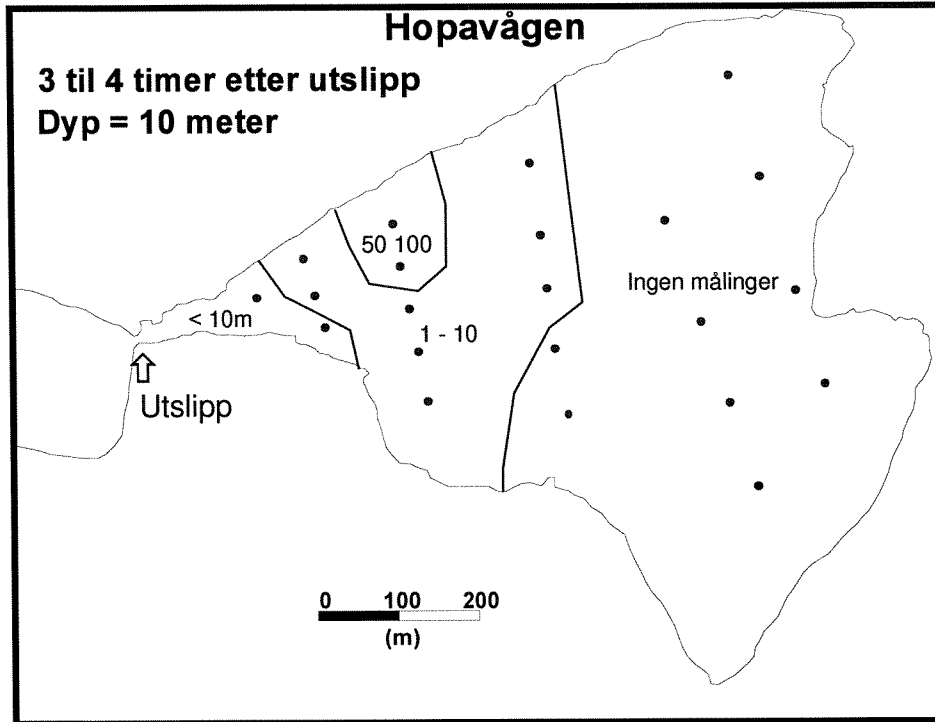 Hopavågen
3 til 4 timer etter utslipp
Dyp = 10 meter
50 100
Ingen målinger
< 10m
1 - 10
Utslipp
0 100 200
(m)